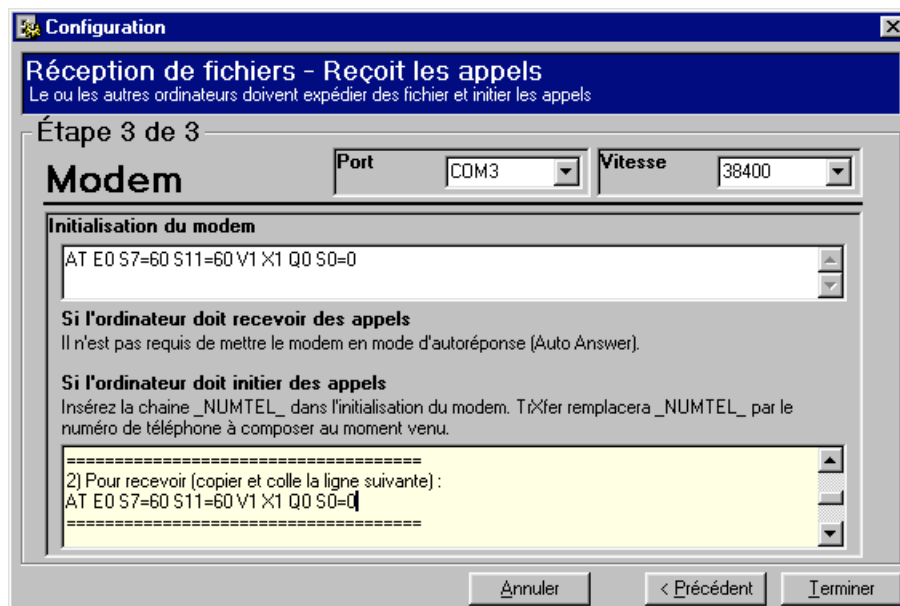 Configuration
Réception de fichiers - Reçoit les appels
Le ou les autres ordinateurs doivent expédier des fichier et initier les appels
Étape 3 de 3
Modem
Port
COM3
Vitesse
38400
Initialisation du modem
AT E0 S7=60 S11=60 V1 X1 Q0 S0=0
Si l'ordinateur doit recevoir des appels
Il n'est pas requis de mettre le modem en mode d'autoréponse (Auto Answer).
Si l'ordinateur doit initier des appels
Insérez la chaine _NUMTEL_ dans l'initialisation du modem. TrXfer remplacera _NUMTEL_ par le
numéro de téléphone à composer au moment venu.
=====================================
2) Pour recevoir (copier et colle la ligne suivante) :
AT E0 S7=60 S11=60 V1 X1 Q0 S0=0
=====================================
Annuler
< Précédent
Terminer